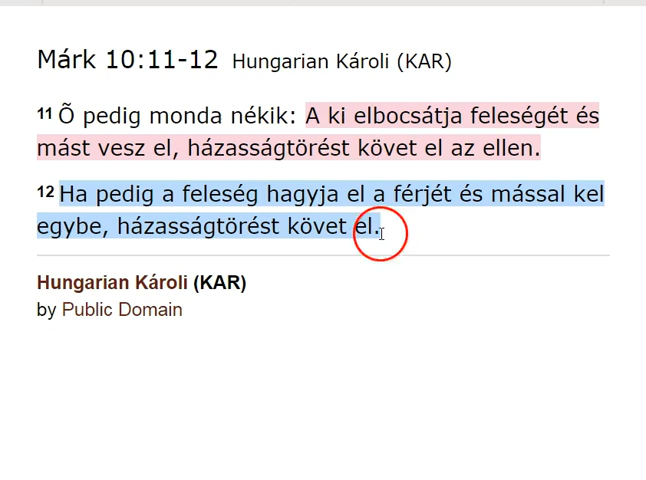 Márk 10:11-12 Hungarian Károli (KAR)
11 Õ pedig monda nékik: A ki elbocsátja feleségét és
mást vesz el, házasságtörést követ el az ellen.
12 Ha pedig a feleség hagyja el a férjét és mással kel
egybe, házasságtörést követ el.
Hungarian Károli (KAR)
by Public Domain